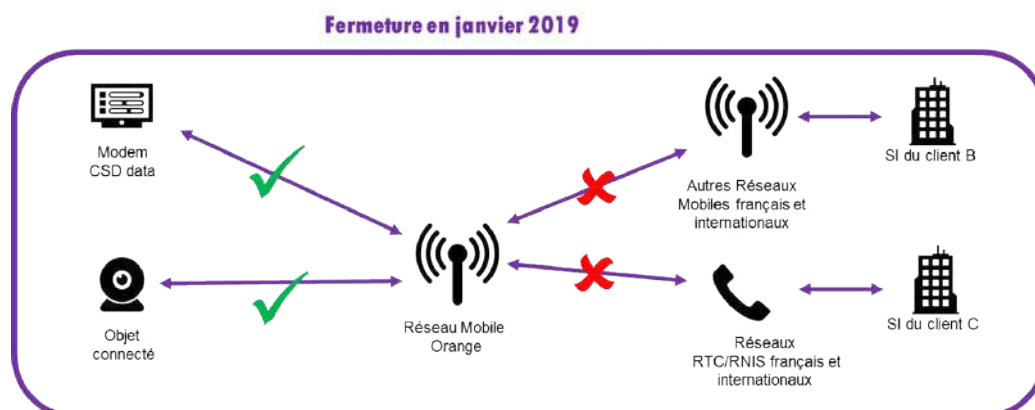 Fermeture en janvier 2019
Modem
CSD data
Objet
connecté
Réseau Mobile
Orange
Autres Réseaux
Mobiles français et
internationaux
SI du client B
Réseaux
RTC/RNIS français et
internationaux
SI du client C